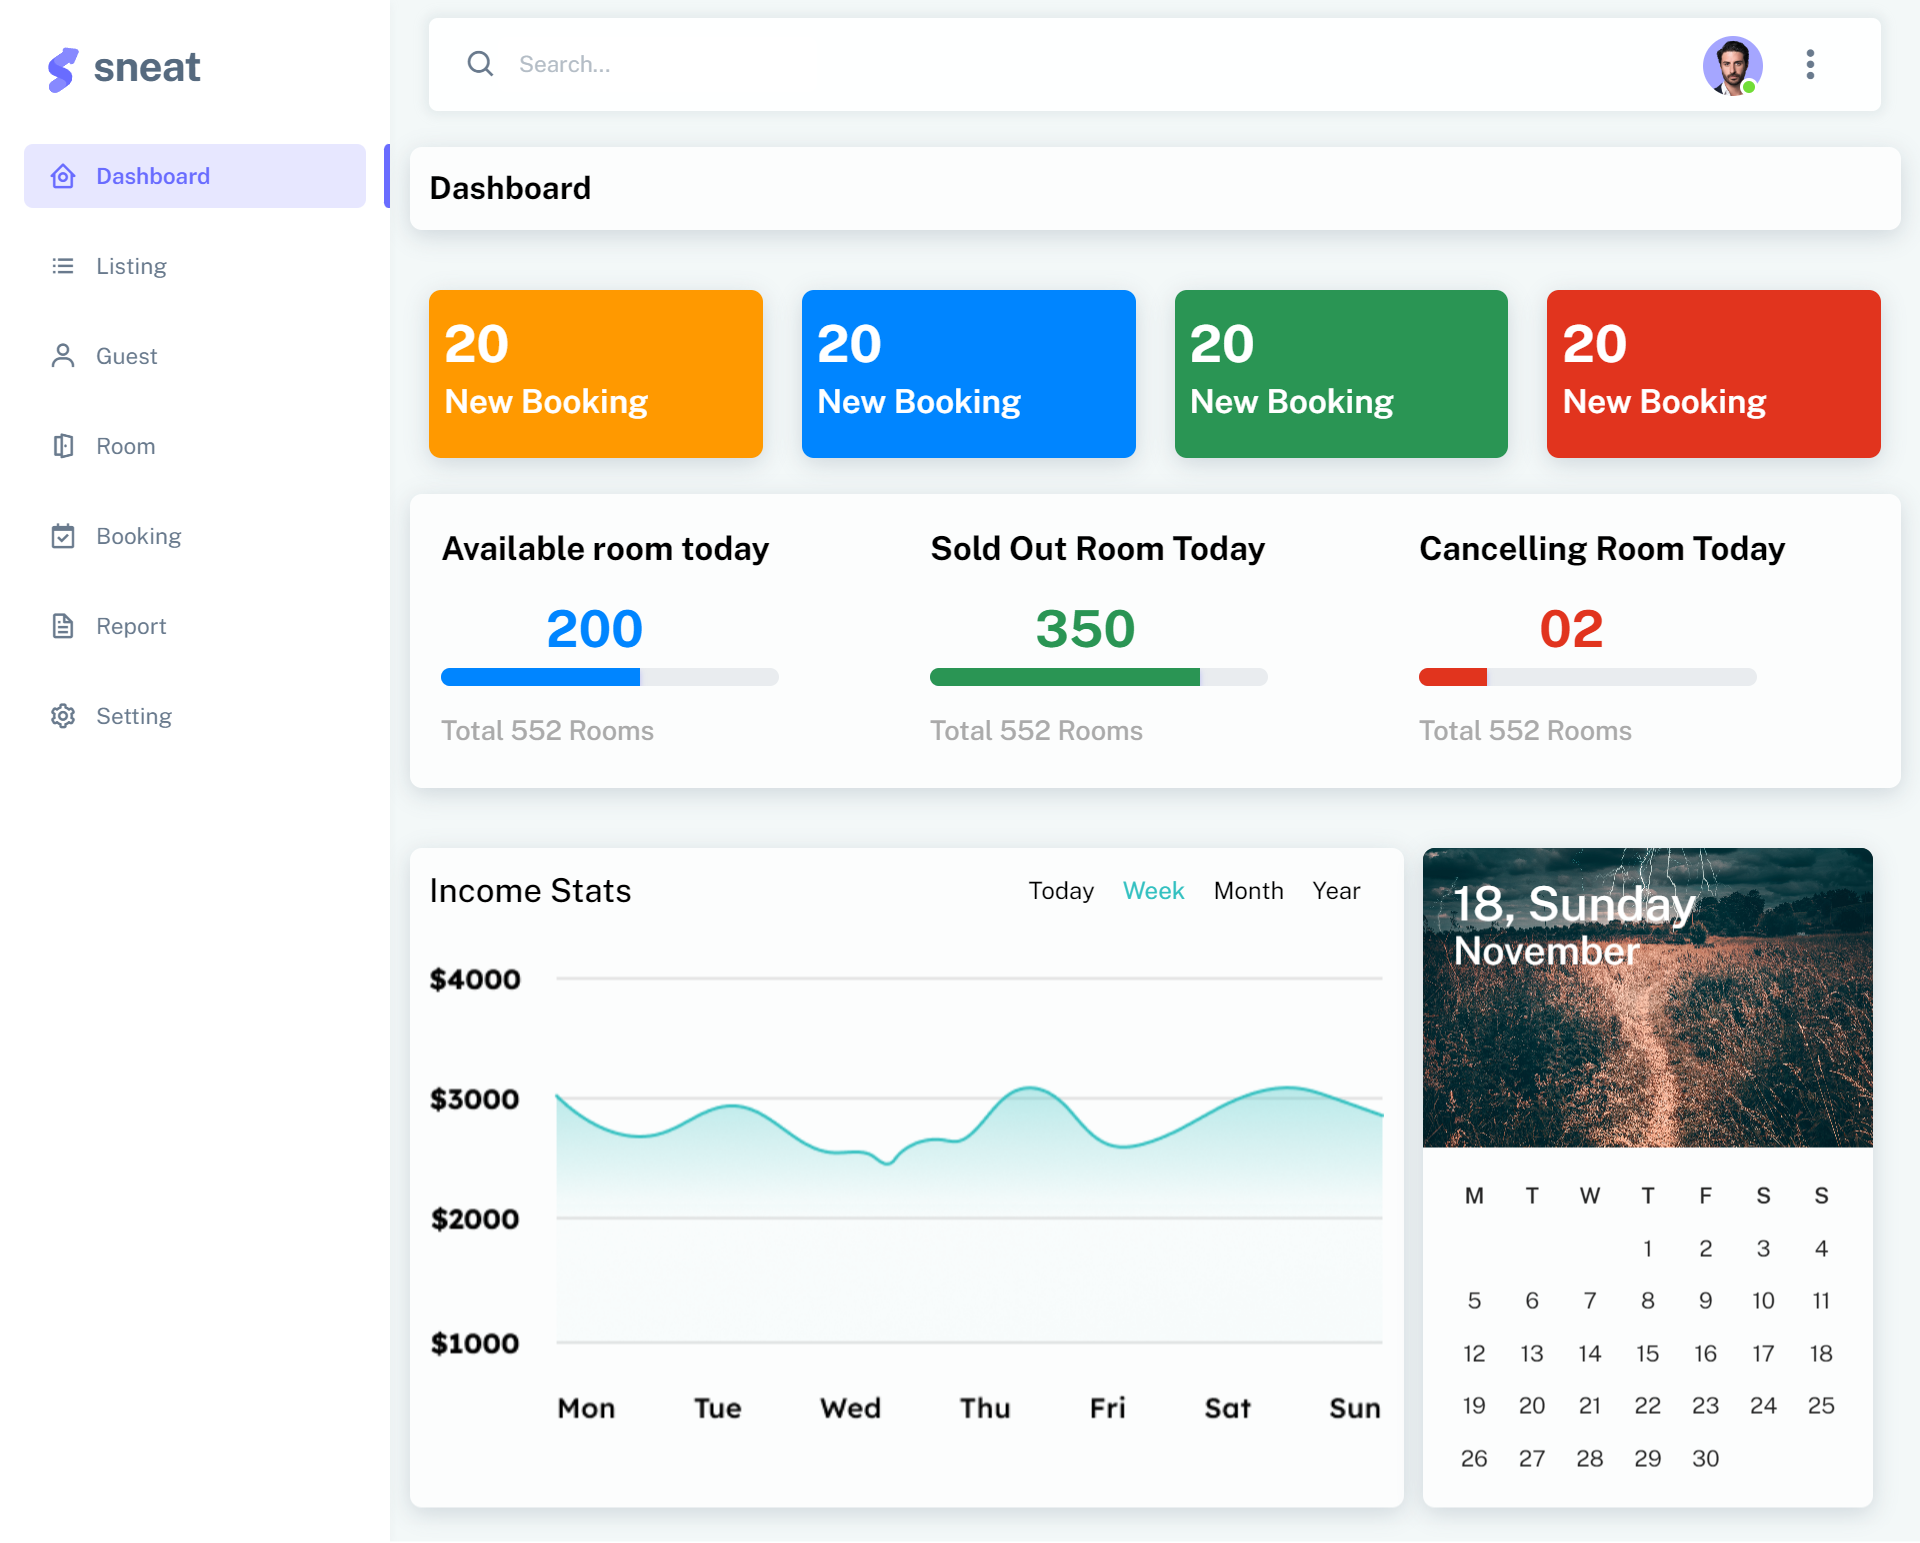 sneat
Search...
Dashboard
Listing
Guest
Room
Booking
Report
Setting
Dashboard
20
New Booking
20
New Booking
20
New Booking
20
New Booking
Available room today
200
Total 552 Rooms
Sold Out Room Today
350
Total 552 Rooms
Cancelling Room Today
02
Total 552 Rooms
Income Stats
Today Week Month Year
$4000
$3000
$2000
$1000
Mon Tue Wed Thu Fri Sat Sun
18, Sunday
November
M T W T F S S
1 2 3 4
5 6 7 8 9 10 11
12 13 14 15 16 17 18
19 20 21 22 23 24 25
26 27 28 29 30